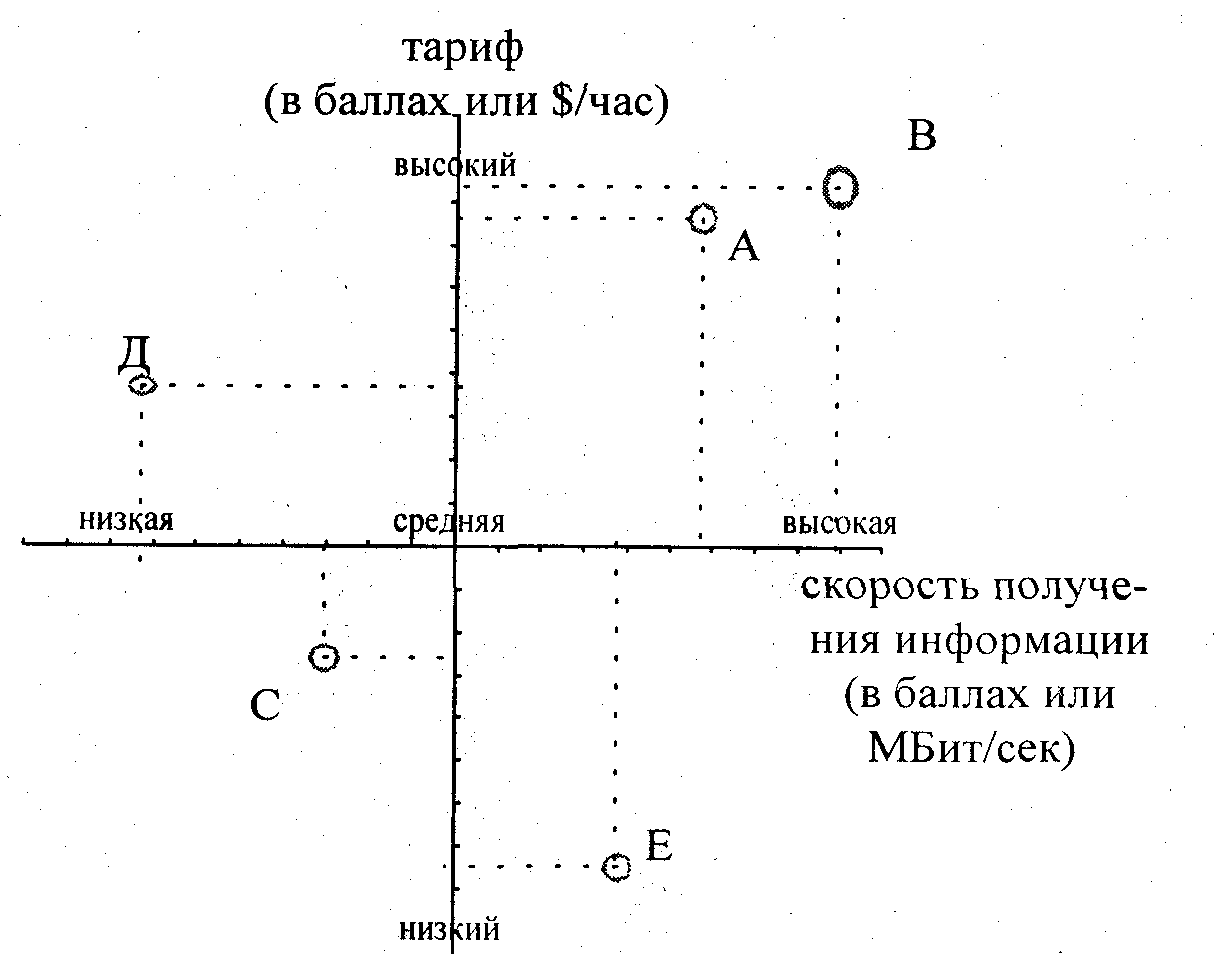 тариф
(в баллах или $/час)
В
высокий
А
Д
низкая
средняя
высокая
скорость получе-
ния информации
(в баллах или
МБит/сек)
С
Е
низкий